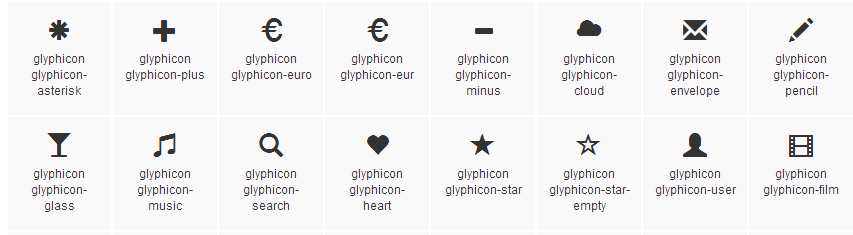 glyphicon
glyphicon-
asterisk
glyphicon
glyphicon-plus
glyphicon
glyphicon-euro
glyphicon
glyphicon-eur
glyphicon
glyphicon-
minus
glyphicon
glyphicon-
cloud
glyphicon
glyphicon-
envelope
glyphicon
glyphicon-
pencil
glyphicon
glyphicon-
glass
glyphicon
glyphicon-
music
glyphicon
glyphicon-
search
glyphicon
glyphicon-
heart
glyphicon
glyphicon-star
glyphicon
glyphicon-star-
empty
glyphicon
glyphicon-user
glyphicon
glyphicon-film